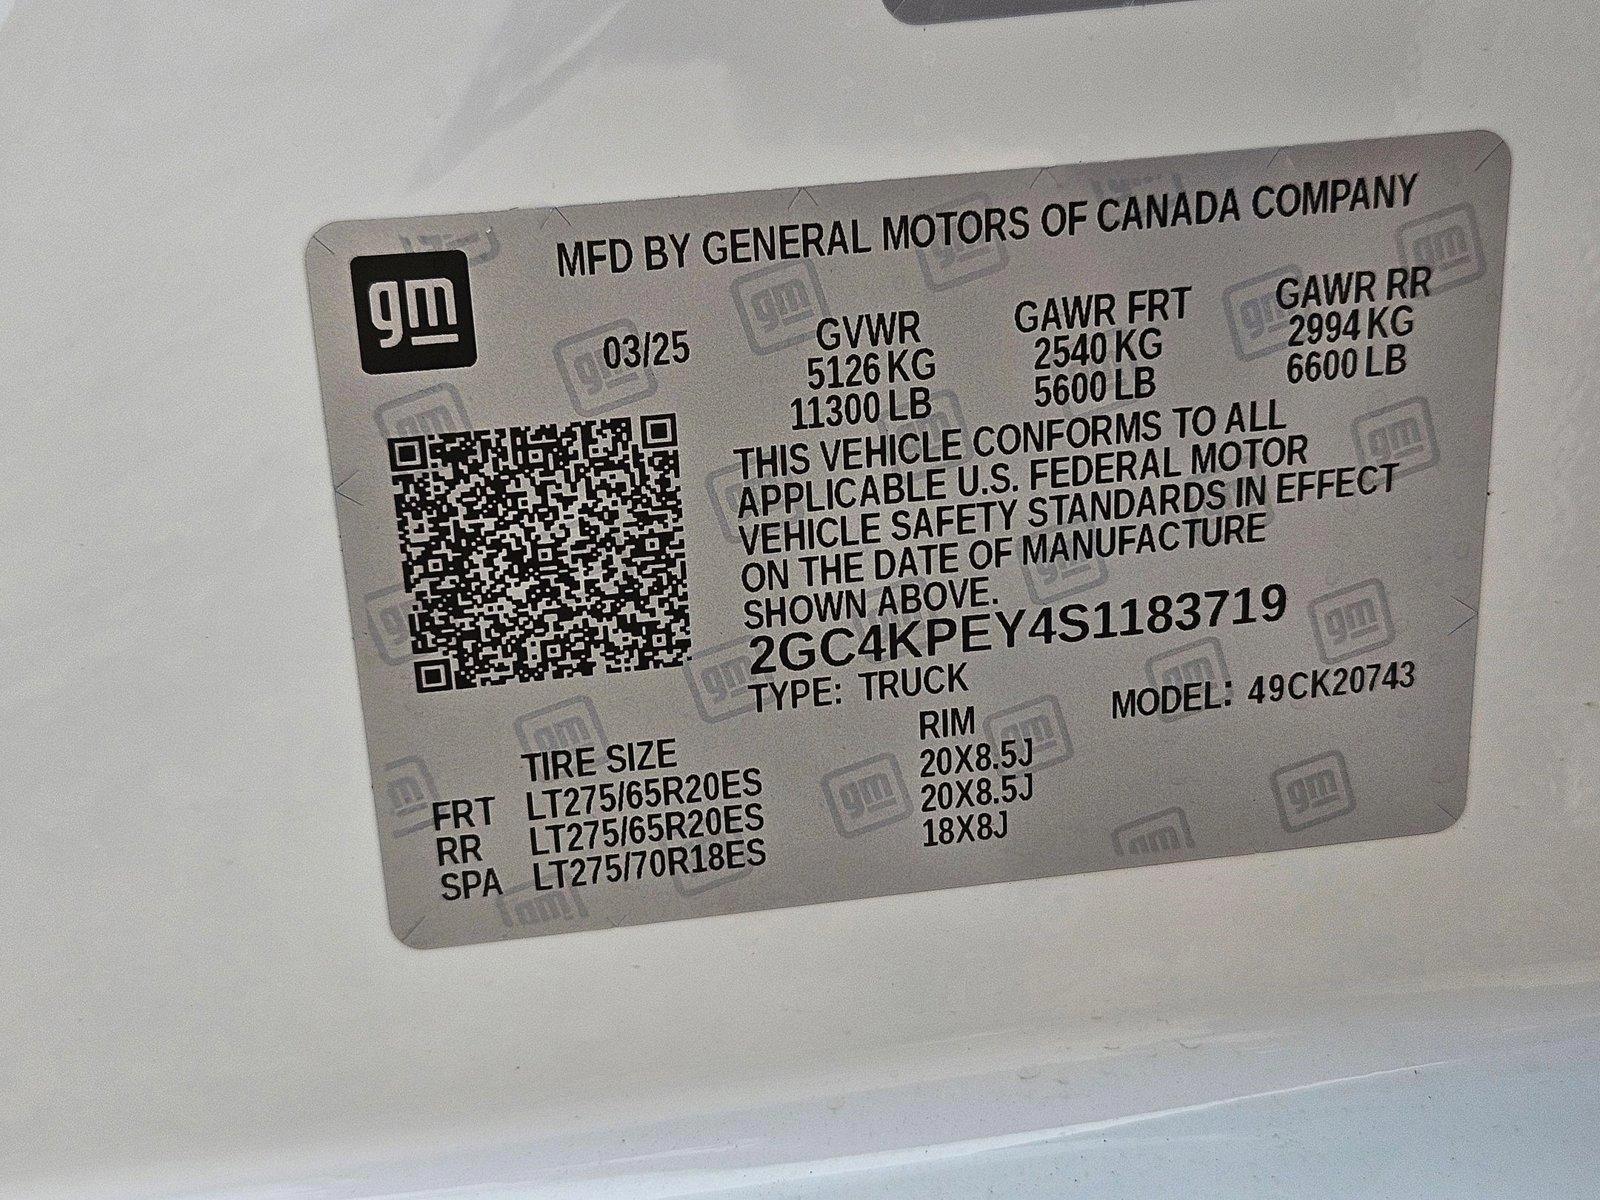 MFD BY GENERAL MOTORS OF CANADA COMPANY
gm
03/25
GVWR GAWR FRT GAWR RR
5126 KG 2540 KG 2994 KG
11300 LB 5600 LB 6600 LB
THIS VEHICLE CONFORMS TO ALL
APPLICABLE U.S. FEDERAL MOTOR
VEHICLE SAFETY STANDARDS IN EFFECT
ON THE DATE OF MANUFACTURE
SHOWN ABOVE.
2GC4KPEY4S1183719
TYPE: TRUCK MODEL: 49CK20743
TIRE SIZE RIM
FRT LT275/65R20ES 20X8.5J
RR LT275/65R20ES 20X8.5J
SPA LT275/70R18ES 18X8J